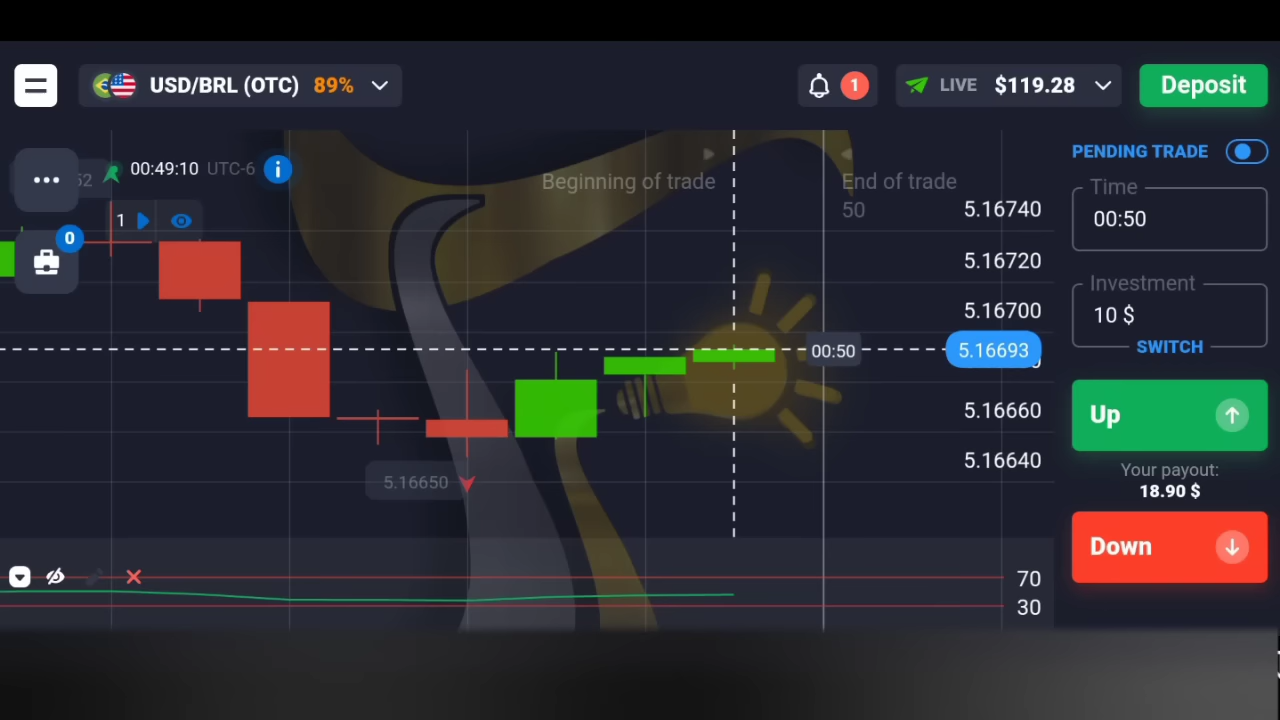 USD/BRL (OTC) 89%
1
LIVE $119.28
Deposit
52
00:49:10 UTC-6
i
1
0
Beginning of trade
End of trade
50
5.16740
5.16720
5.16700
00:50
5.16693
5.16660
5.16640
5.16650
70
30
PENDING TRADE
Time
00:50
Investment
10 $
SWITCH
Up
Your payout:
18.90 $
Down